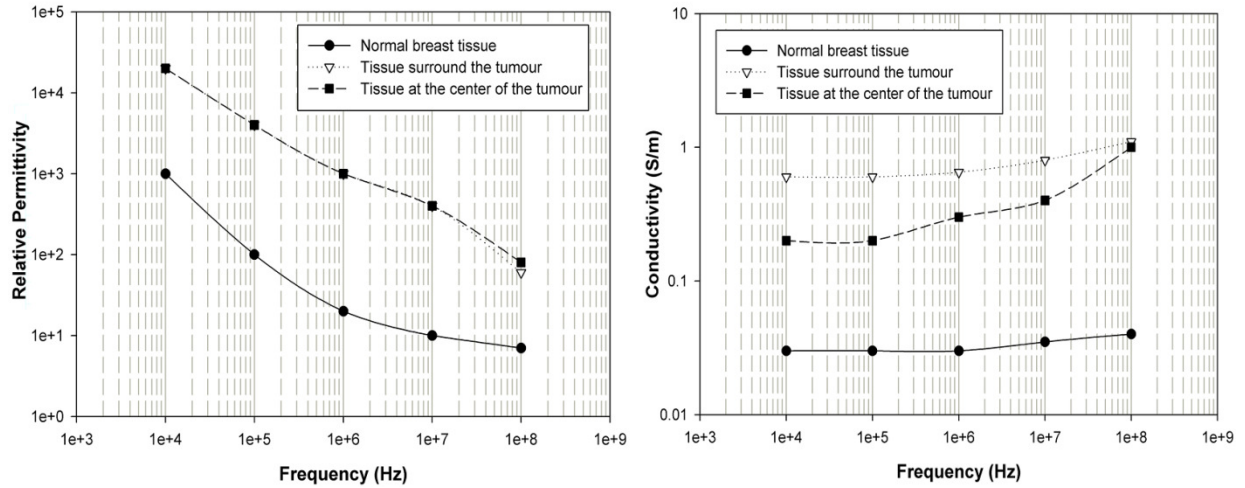 1e+5
1e+4
1e+3
1e+2
1e+1
1e+0
Relative Permittivity
Normal breast tissue
Tissue surround the tumour
Tissue at the center of the tumour
1e+3 1e+4 1e+5 1e+6 1e+7 1e+8 1e+9
Frequency (Hz)
10
1
0.1
0.01
Conductivity (S/m)
Normal breast tissue
Tissue surround the tumour
Tissue at the center of the tumour
1e+3 1e+4 1e+5 1e+6 1e+7 1e+8 1e+9
Frequency (Hz)